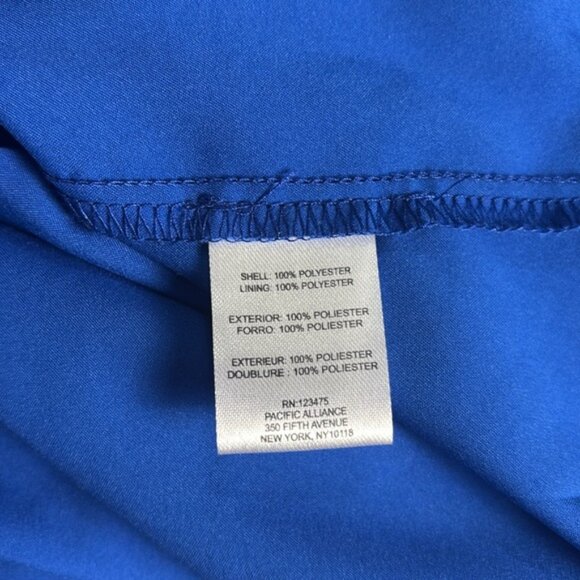 SHELL: 100% POLYESTER
LINING: 100% POLYESTER
EXTERIOR: 100% POLIESTER
FORRO: 100% POLIESTER
EXTERIEUR: 100% POLIESTER
DOUBLURE : 100% POLIESTER
RN:123475
PACIFIC ALLIANCE
350 FIFTH AVENUE
NEW YORK, NY10118